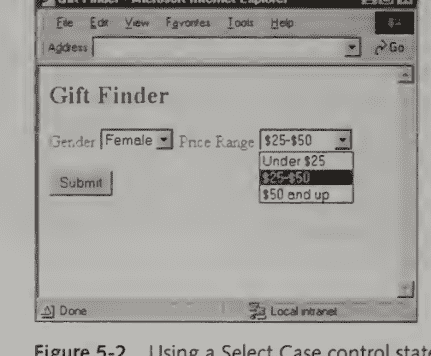 Gift Finder - Microsoft Internet Explorer
File Edit View Favorites Tools Help
Address Go
Gift Finder
Gender Female Price Range $25-$50
Under $25
$25-$50
$50 and up
Submit
Done Local intranet
Figure 5-2 Using a Select Case control state